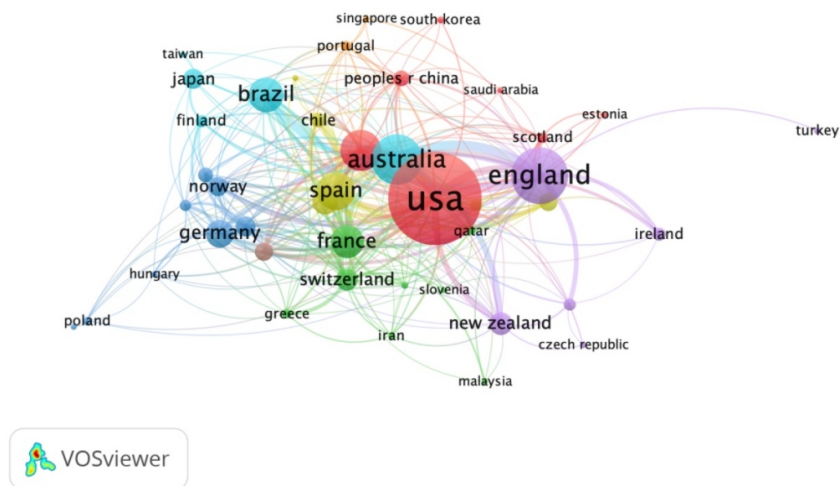 singapore
south korea
portugal
taiwan
japan
peoples r china
brazil
saudi arabia
finland
chile
estonia
scotland
turkey
australia
england
norway
spain
usa
germany
france
qatar
ireland
hungary
switzerland
slovenia
greece
poland
new zealand
iran
czech republic
malaysia
VOSviewer